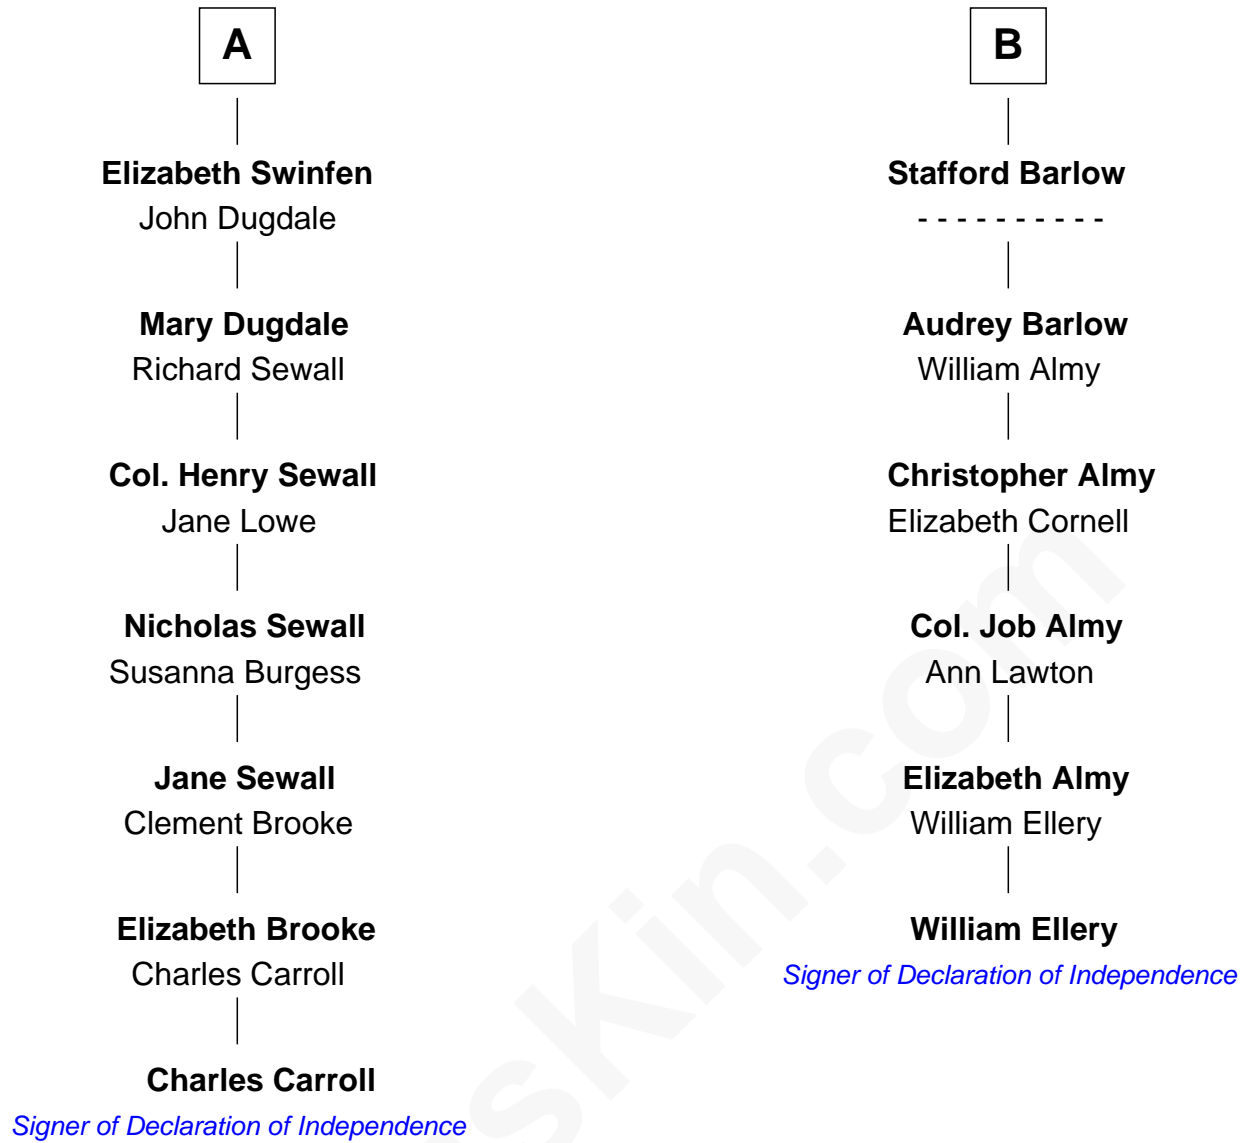 A
Elizabeth Swinfen
John Dugdale
Mary Dugdale
Richard Sewall
Col. Henry Sewall
Jane Lowe
Nicholas Sewall
Susanna Burgess
Jane Sewall
Clement Brooke
Elizabeth Brooke
Charles Carroll
Charles Carroll
Signer of Declaration of Independence
B
Stafford Barlow
- - - - - - - - - -
Audrey Barlow
William Almy
Christopher Almy
Elizabeth Cornell
Col. Job Almy
Ann Lawton
Elizabeth Almy
William Ellery
William Ellery
Signer of Declaration of Independence
sKin.com